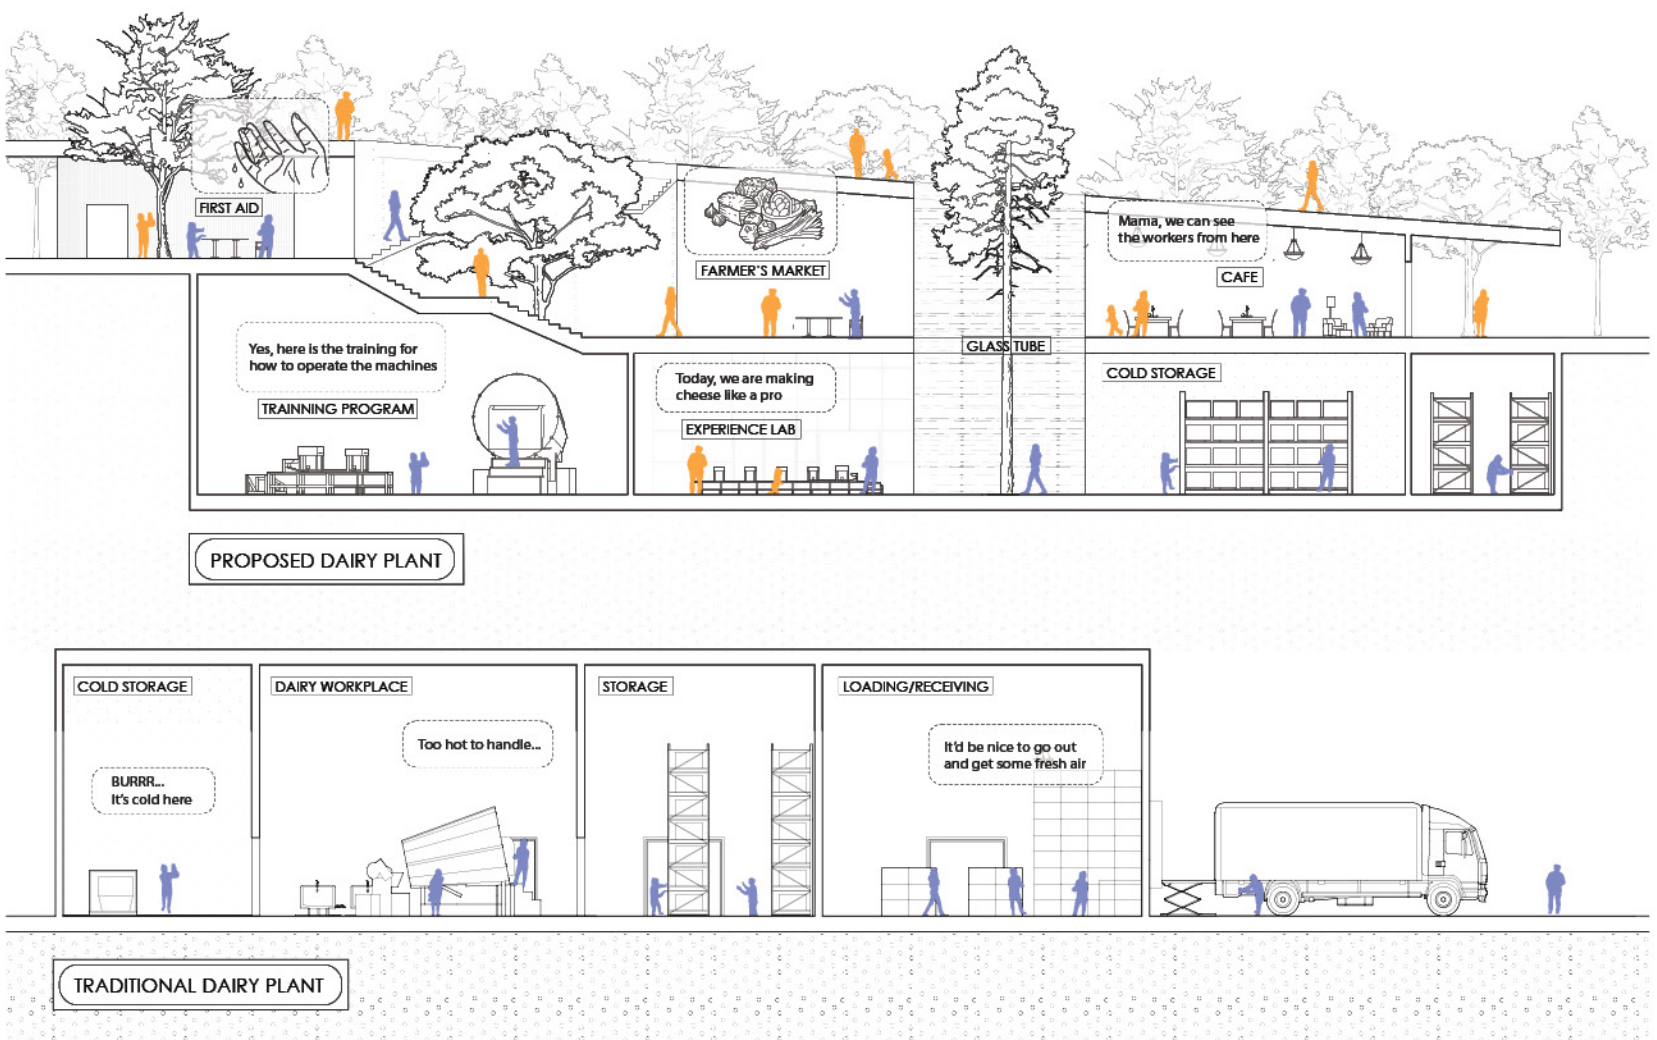 FIRST AID
FARMER'S MARKET
Mama, we can see
the workers from here
CAFE
Yes, here is the training for
how to operate the machines
TRAINNING PROGRAM
Today, we are making
cheese like a pro
EXPERIENCE LAB
GLASS TUBE
COLD STORAGE
PROPOSED DAIRY PLANT
COLD STORAGE
BURRR...
It's cold here
DAIRY WORKPLACE
Too hot to handle...
STORAGE
LOADING/RECEIVING
It'd be nice to go out
and get some fresh air
TRADITIONAL DAIRY PLANT